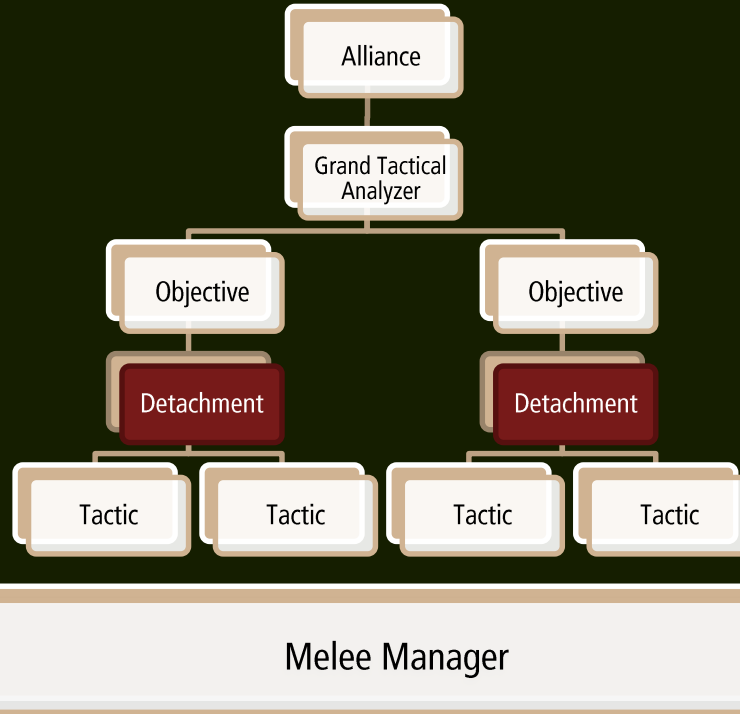 Alliance
Grand Tactical
Analyzer
Objective
Objective
Detachment
Detachment
Tactic
Tactic
Tactic
Tactic
Melee Manager